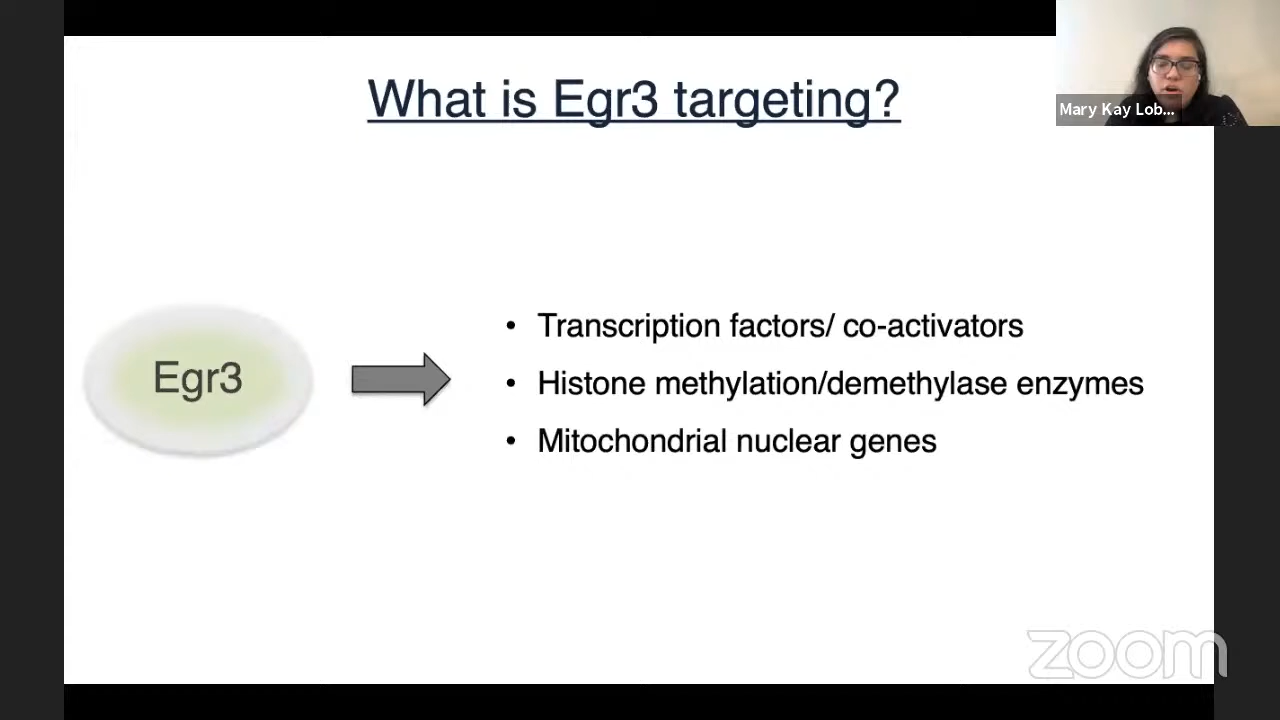 What is Egr3 targeting?
Mary Kay Lob...
Egr3
• Transcription factors/ co-activators
• Histone methylation/demethylase enzymes
• Mitochondrial nuclear genes
zoom